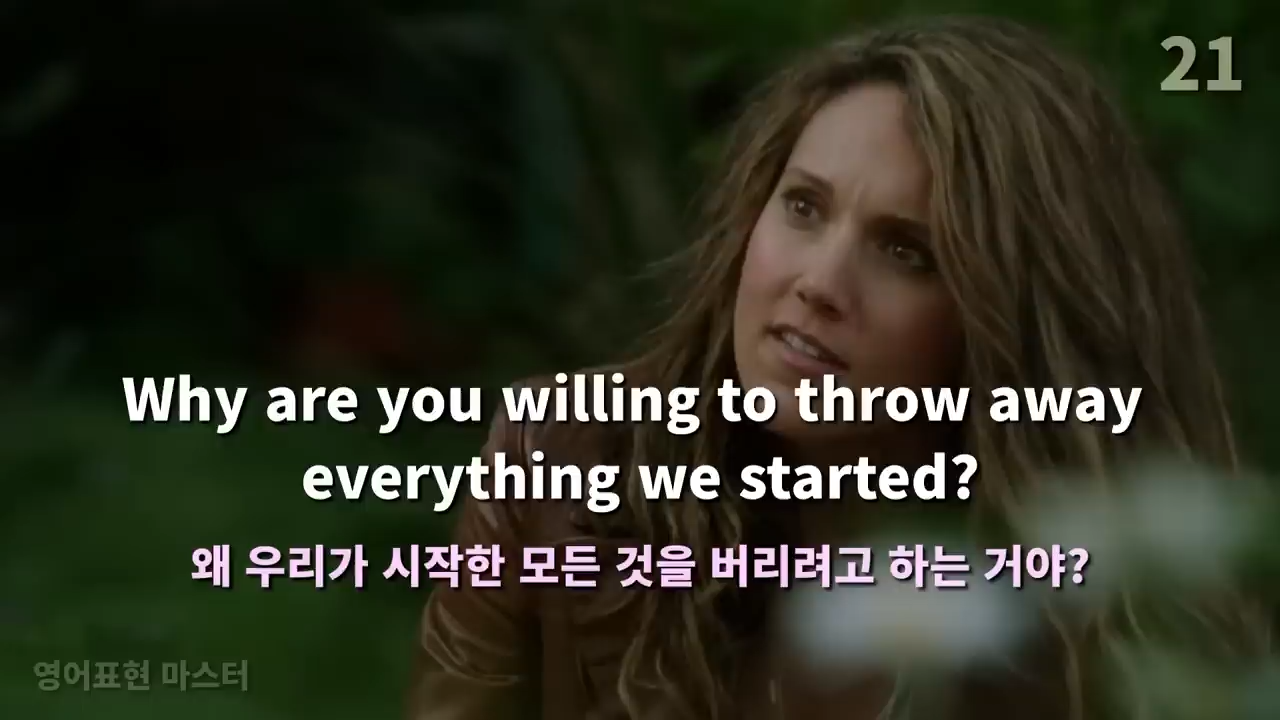 21
Why are you willing to throw away
everything we started?
왜 우리가 시작한 모든 것을 버리려고 하는 거야?
영어표현 마스터